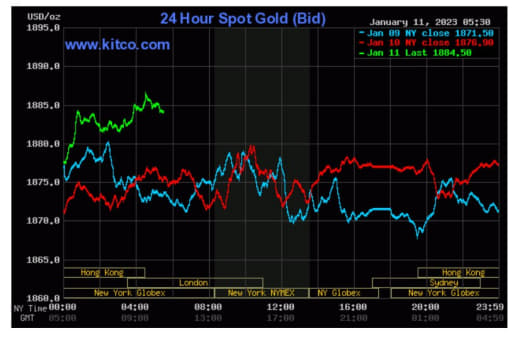 USD/oz
24 Hour Spot Gold (Bid)
January 11, 2023 05:30
www.kitco.com
Jan 09 NY close 1871.50
Jan 10 NY close 1876.90
Jan 11 Last 1884.50
1895.0
1890.0
1885.0
1880.0
1875.0
1870.0
1865.0
1860.0
Hong Kong
Hong Kong
London
Sydney
New York Globex
New York NYMEX
NY Globex
New York Globex
NY Time 00:00 04:00 08:00 12:00 16:00 20:00 23:59
GMT 05:00 09:00 13:00 17:00 21:00 01:00 04:59